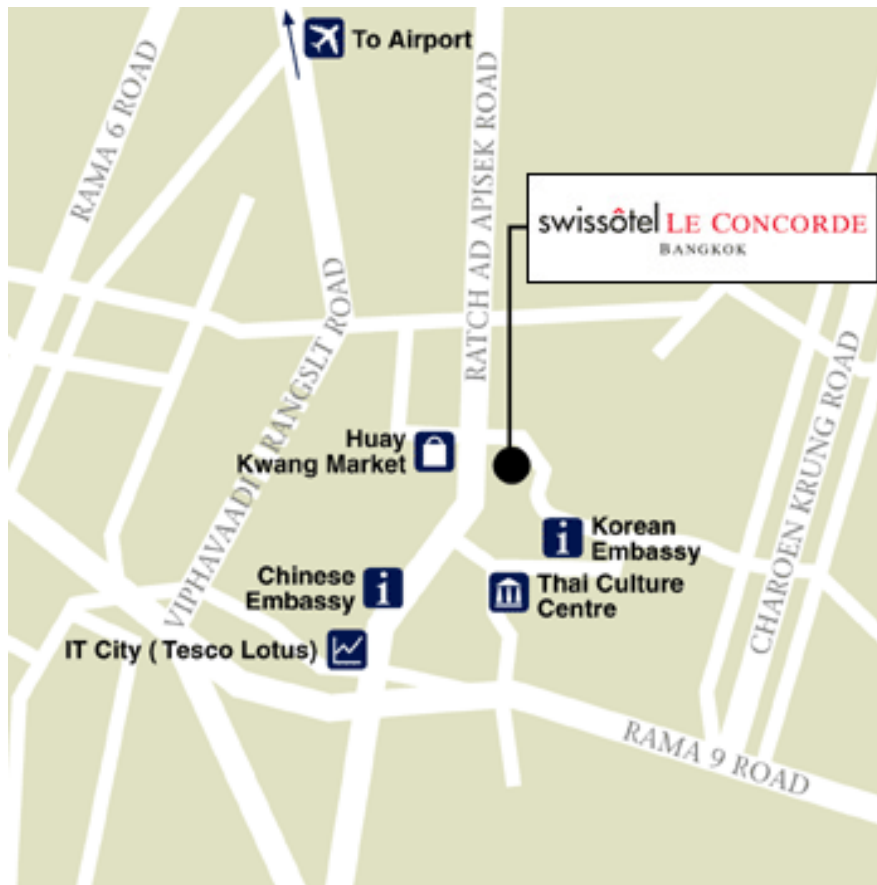 To Airport
RAMA 6 ROAD
RATCH AD APISEK ROAD
swissôtel LE CONCORDE
BANGKOK
VIPHAVAADI RANGSLT ROAD
Huay
Kwang Market
CHAROEN KRUNG ROAD
Korean
Embassy
Chinese
Embassy
Thai Culture
Centre
IT City ( Tesco Lotus)
RAMA 9 ROAD